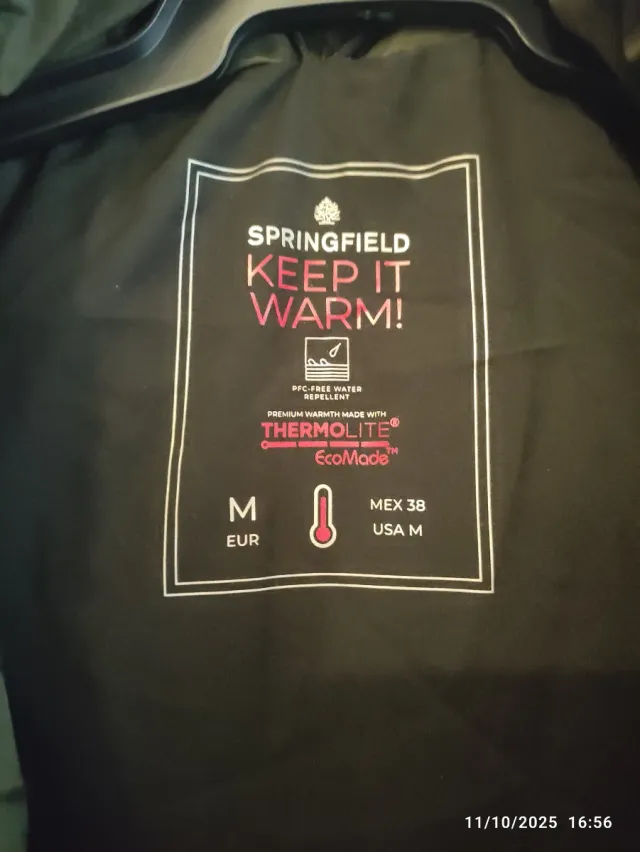 SPRINGFIELD
KEEP IT
WARM!
PFC-FREE WATER
REPELLENT
PREMIUM WARMTH MADE WITH
THERMOLITE®
EcoMade™
M
EUR
MEX 38
USA M
11/10/2025 16:56